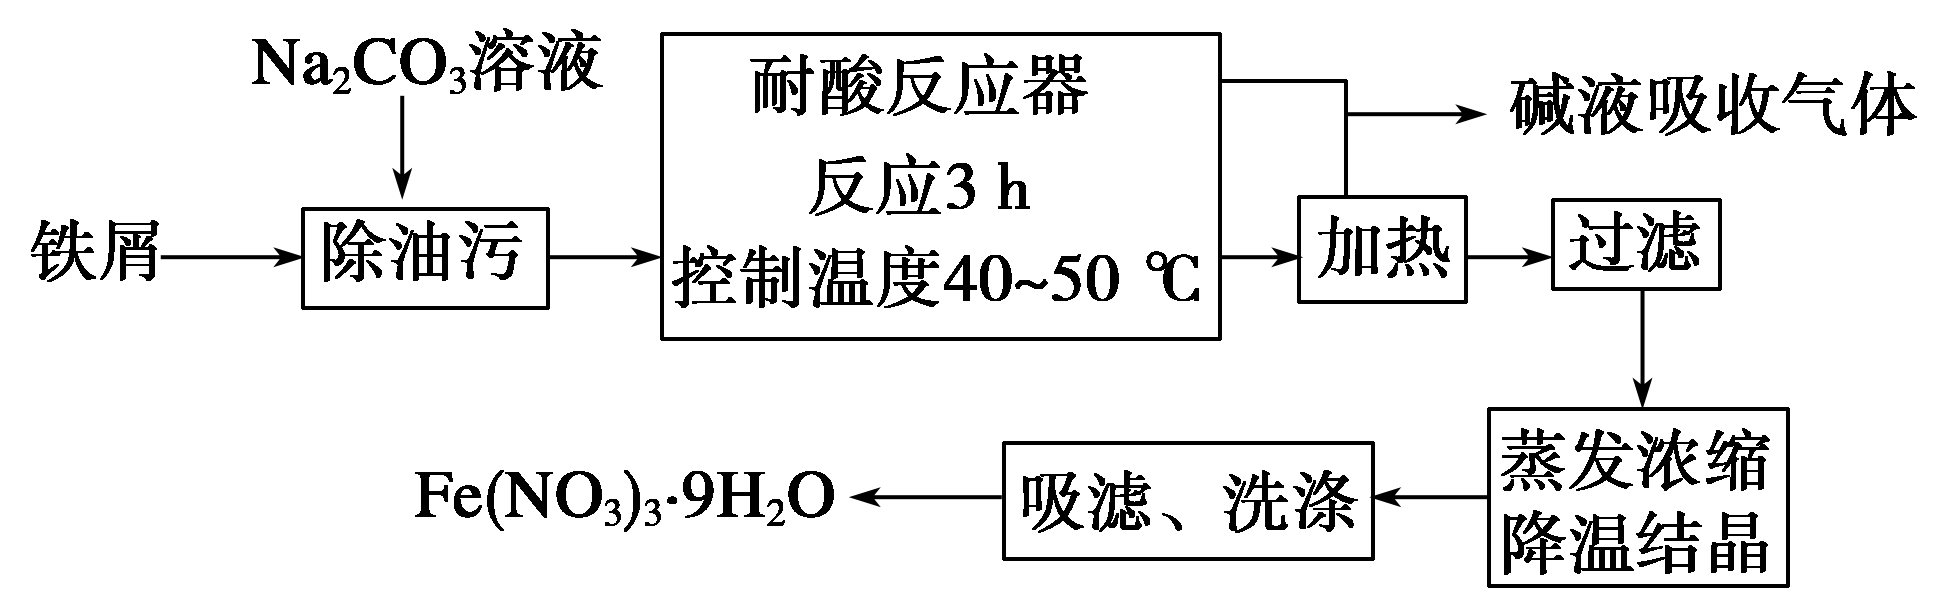 Na₂CO₃溶液
铁屑
除油污
耐酸反应器
反应3 h
控制温度40~50 ℃
碱液吸收气体
加热
过滤
蒸发浓缩
降温结晶
吸滤、洗涤
Fe(NO₃)₃·9H₂O